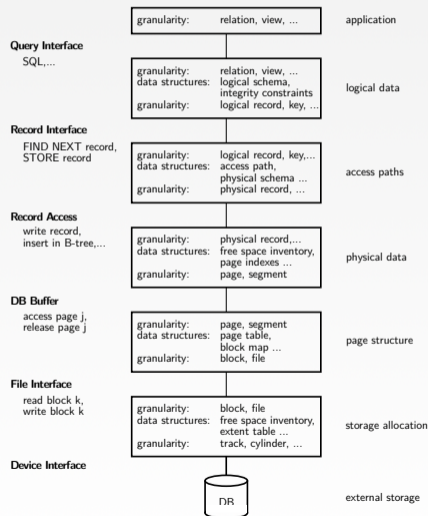 granularity: relation, view, ... application
Query Interface
SQL,...
granularity: relation, view, ...
data structures: logical schema,
integrity constraints
granularity: logical record, key, ...
logical data
Record Interface
FIND NEXT record,
STORE record
granularity: logical record, key,...
data structures: access path,
physical schema ...
granularity: physical record, ...
access paths
Record Access
write record,
insert in B-tree,...
granularity: physical record,...
data structures: free space inventory,
page indexes ...
granularity: page, segment
physical data
DB Buffer
access page j,
release page j
granularity: page, segment
data structures: page table,
block map ...
granularity: block, file
page structure
File Interface
read block k,
write block k
granularity: block, file
data structures: free space inventory,
extent table ...
granularity: track, cylinder, ...
storage allocation
Device Interface
DB
external storage